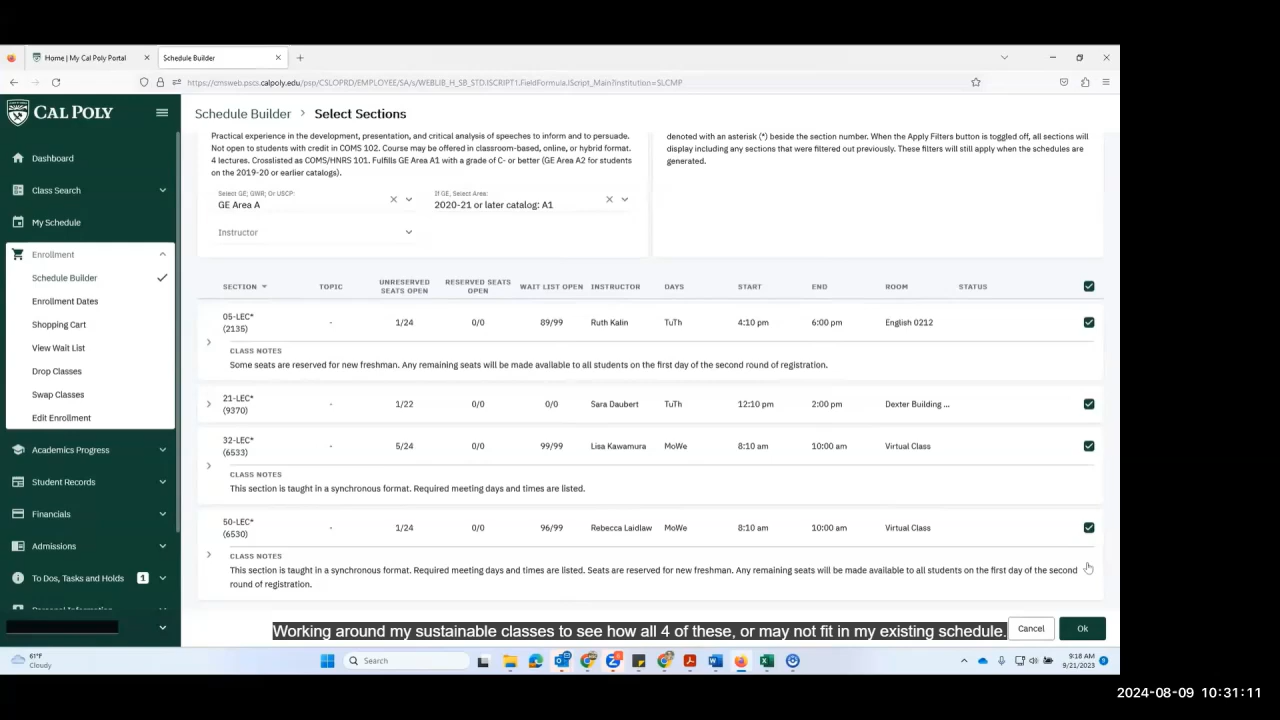 Home | My Cal Poly Portal
Schedule Builder
https://cmsweb.pscs.calpoly.edu/psp/CSLOPRD/EMPLOYEE/SA/s/WEBLIB_H_SB_STD.ISCRIPT1.FieldFormula.IScript_Main?institution=SLCMP
CAL POLY
Schedule Builder > Select Sections
Dashboard
Class Search
My Schedule
Enrollment
Schedule Builder
Enrollment Dates
Shopping Cart
View Wait List
Drop Classes
Swap Classes
Edit Enrollment
Academics Progress
Student Records
Financials
Admissions
To Dos, Tasks and Holds 1
Practical experience in the development, presentation, and critical analysis of speeches to inform and to persuade.
Not open to students with credit in COMS 102. Course may be offered in classroom-based, online, or hybrid format.
4 lectures. Crosslisted as COMS/HNRS 101. Fulfills GE Area A1 with a grade of C- or better (GE Area A2 for students
on the 2019-20 or earlier catalogs).
denoted with an asterisk (*) beside the section number. When the Apply Filters button is toggled off, all sections will
display including any sections that were filtered out previously. These filters will still apply when the schedules are
generated.
Select GE; GWR; Or USCP:
GE Area A
If GE, Select Area:
2020-21 or later catalog: A1
Instructor
SECTION TOPIC UNRESERVED SEATS OPEN RESERVED SEATS OPEN WAIT LIST OPEN INSTRUCTOR DAYS START END ROOM STATUS
05-LEC* (2135) - 1/24 0/0 89/99 Ruth Kalin TuTh 4:10 pm 6:00 pm English 0212
CLASS NOTES
Some seats are reserved for new freshman. Any remaining seats will be made available to all students on the first day of the second round of registration.
21-LEC* (9370) - 1/22 0/0 0/0 Sara Daubert TuTh 12:10 pm 2:00 pm Dexter Building ...
32-LEC* (6533) - 5/24 0/0 99/99 Lisa Kawamura MoWe 8:10 am 10:00 am Virtual Class
CLASS NOTES
This section is taught in a synchronous format. Required meeting days and times are listed.
50-LEC* (6530) - 1/24 0/0 96/99 Rebecca Laidlaw MoWe 8:10 am 10:00 am Virtual Class
CLASS NOTES
This section is taught in a synchronous format. Required meeting days and times are listed. Seats are reserved for new freshman. Any remaining seats will be made available to all students on the first day of the second
round of registration.
Working around my sustainable classes to see how all 4 of these, or may not fit in my existing schedule.
Cancel
Ok
61°F
Cloudy
Search
9:18 AM
9/21/2023
2024-08-09 10:31:11